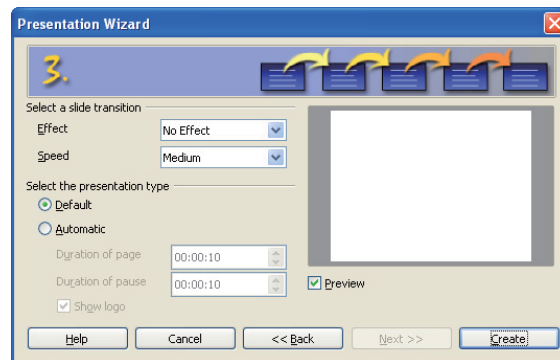 Presentation Wizard
3.
Select a slide transition
Effect No Effect
Speed Medium
Select the presentation type
Default
Automatic
Duration of page 00:00:10
Duration of pause 00:00:10
Preview
Show logo
Help Cancel << Back Next >> Create